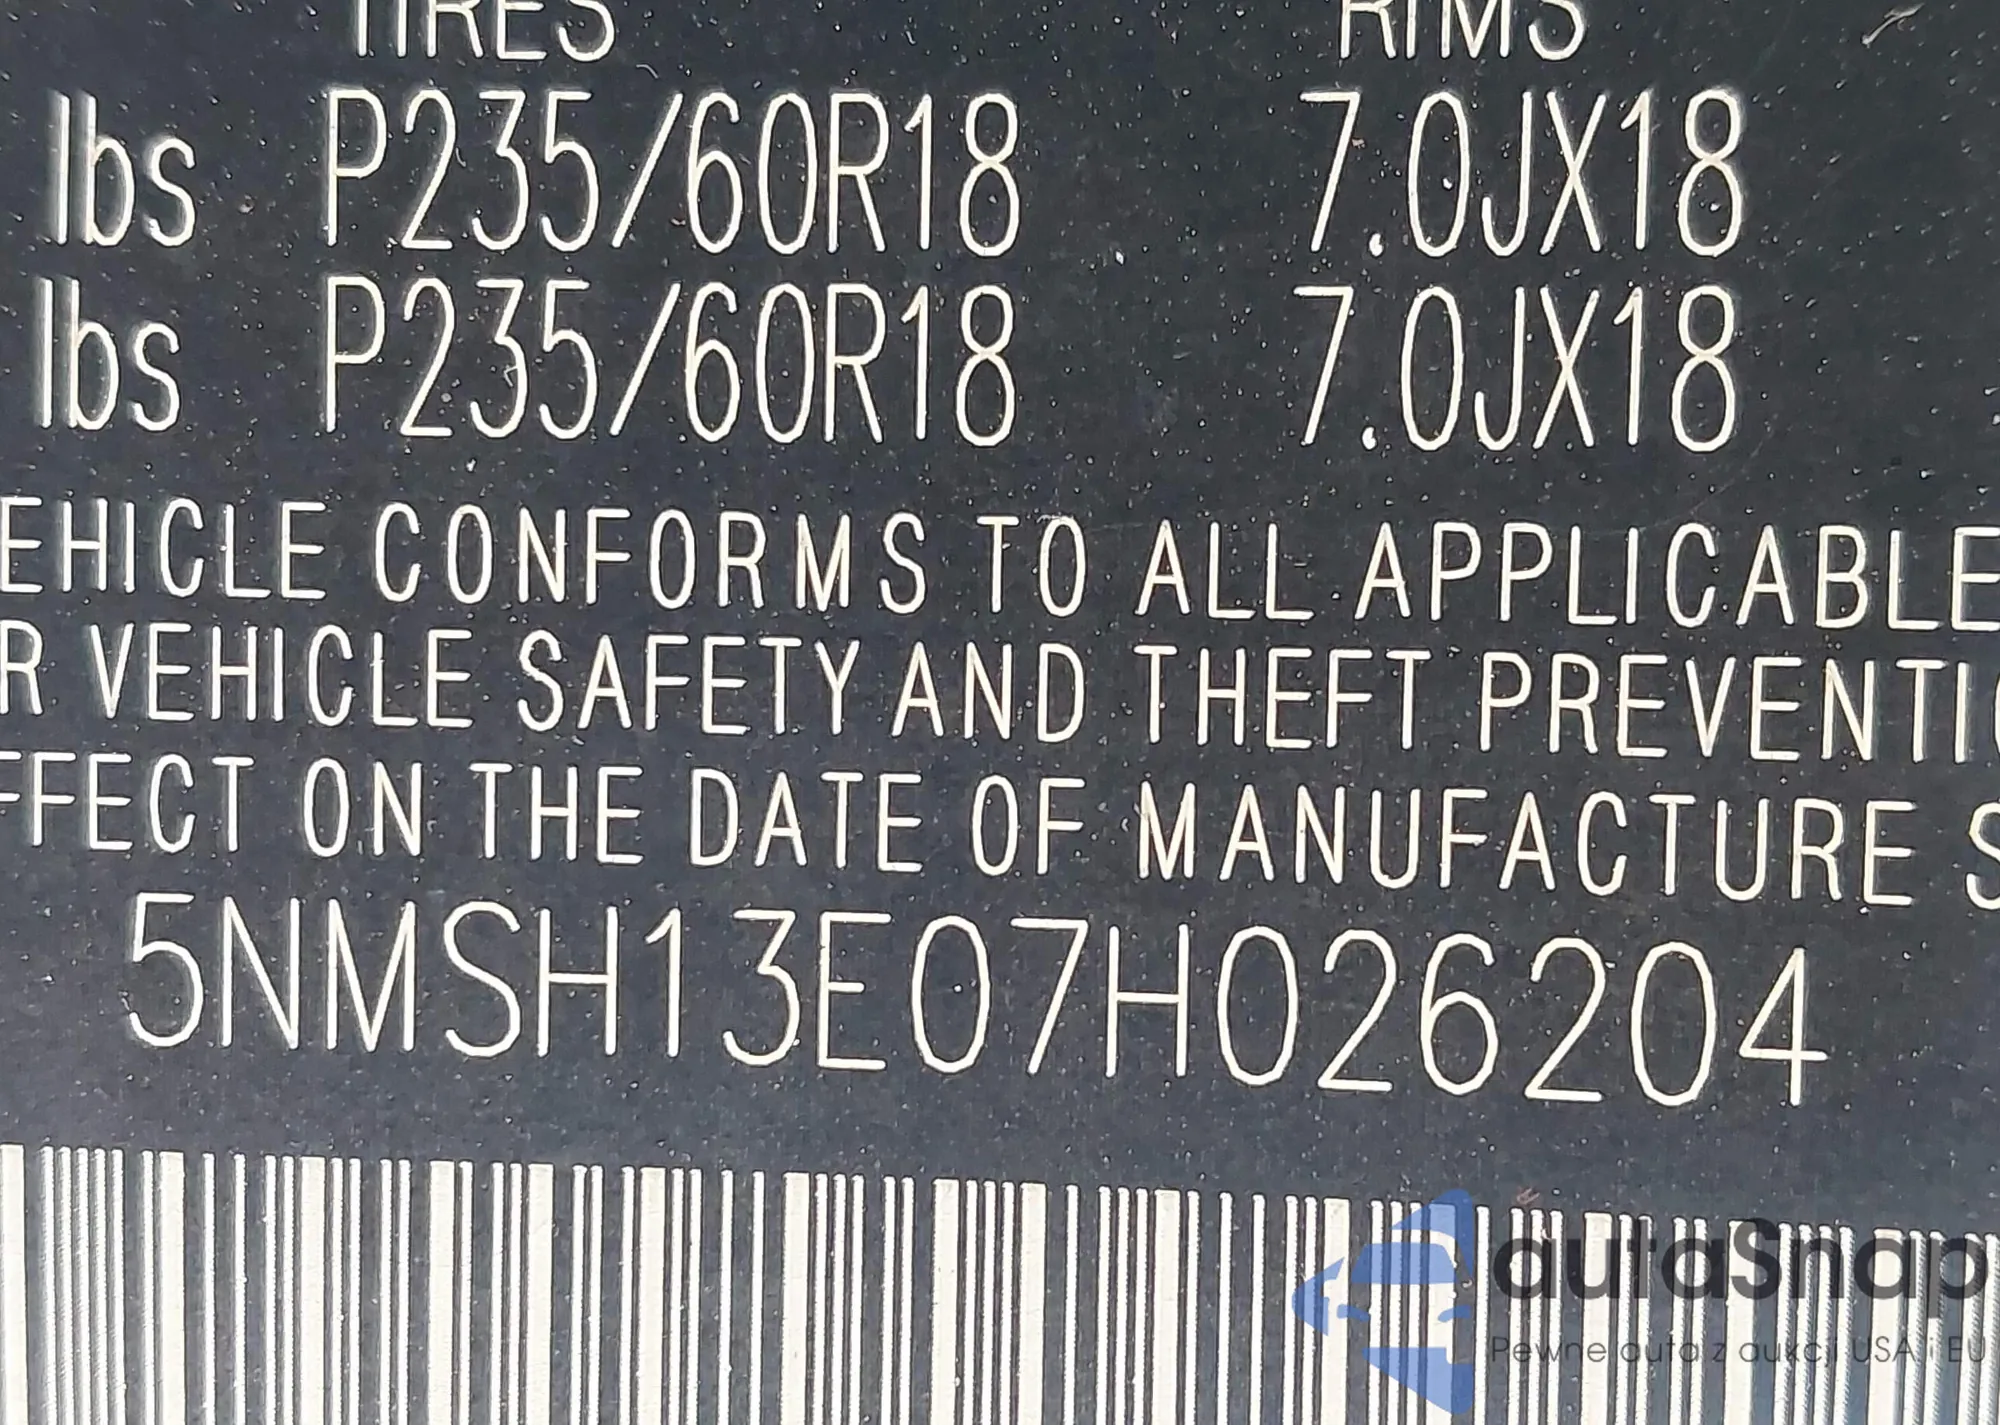 TIRES RIMS
lbs P235/60R18 7.0JX18
lbs P235/60R18 7.0JX18
EHICLE CONFORMS TO ALL APPLICABLE
R VEHICLE SAFETY AND THEFT PREVENTI
FFECT ON THE DATE OF MANUFACTURE S
5NMSH13E07H026204
autaSnap
Pewne auta z aukcji USA i EU